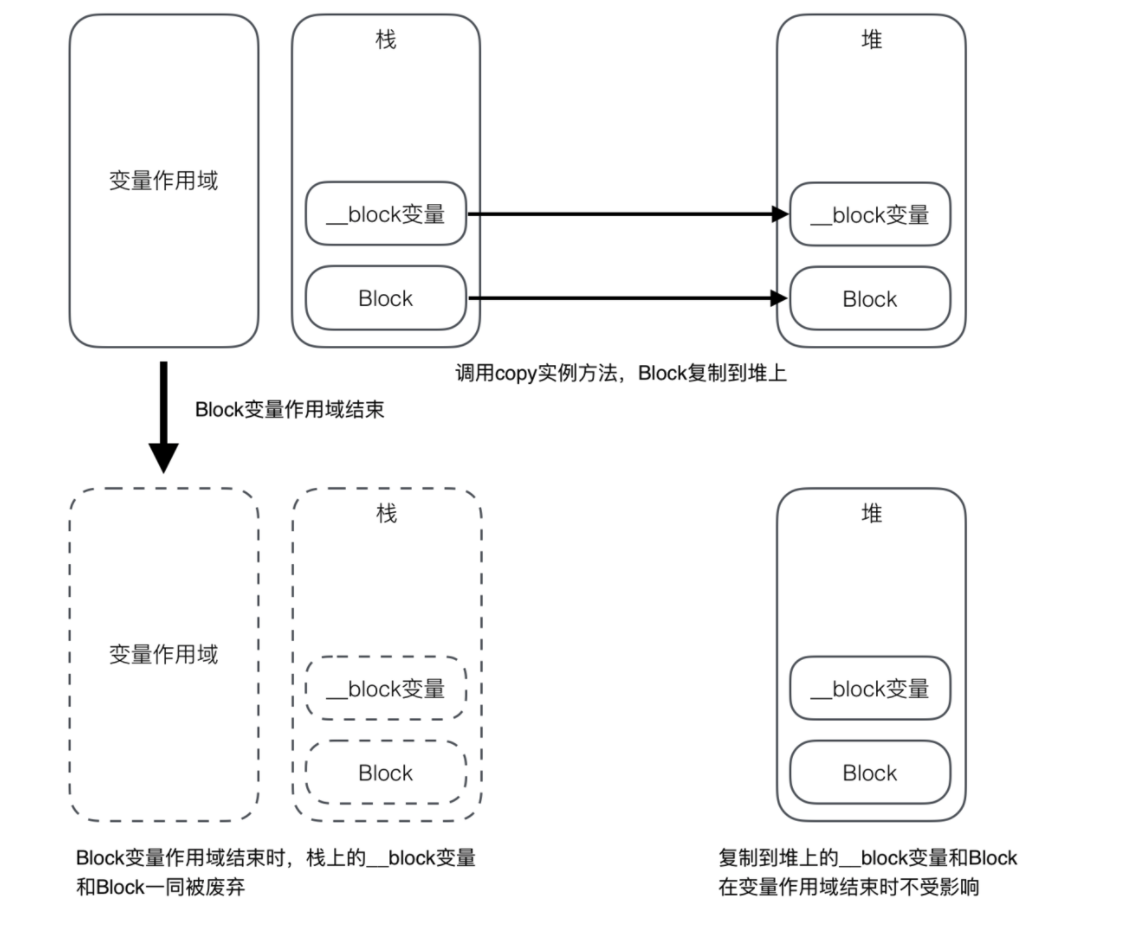 栈
堆
变量作用域
__block变量
__block变量
Block
Block
调用copy实例方法，Block复制到堆上
Block变量作用域结束
栈
堆
变量作用域
__block变量
__block变量
Block
Block
Block变量作用域结束时，栈上的__block变量
和Block一同被废弃
复制到堆上的__block变量和Block
在变量作用域结束时不受影响